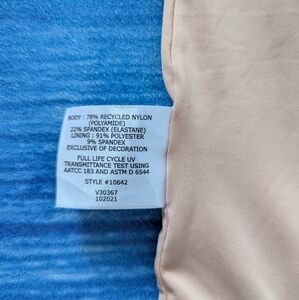 BODY : 78% RECYCLED NYLON
(POLYAMIDE)
22% SPANDEX (ELASTANE)
LINING : 91% POLYESTER
9% SPANDEX
EXCLUSIVE OF DECORATION
FULL LIFE CYCLE UV
TRANSMITTANCE TEST USING
AATCC 183 AND ASTM D 6544
STYLE #10642
V30367
102021